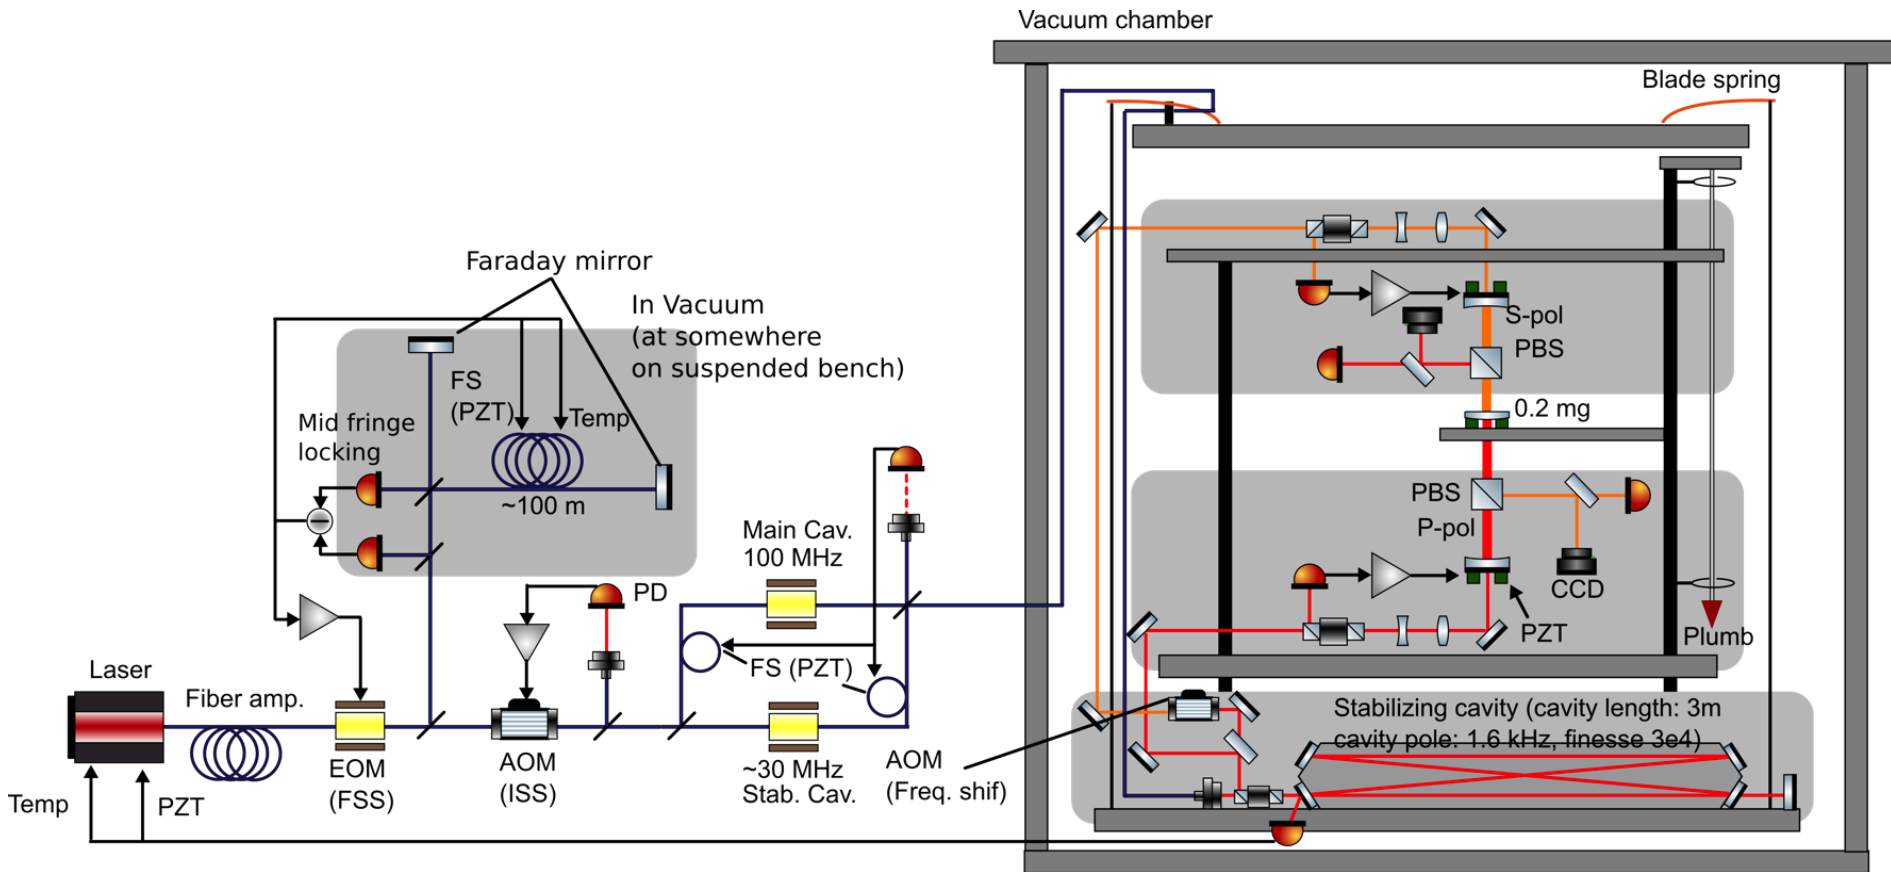 Vacuum chamber
Blade spring
Faraday mirror
In Vacuum
(at somewhere
on suspended bench)
FS
(PZT)
Temp
Mid fringe
locking
~100 m
S-pol
PBS
0.2 mg
PBS
P-pol
CCD
PZT
Plumb
Main Cav.
100 MHz
PD
FS (PZT)
Laser
Fiber amp.
EOM
(FSS)
AOM
(ISS)
~30 MHz
Stab. Cav.
AOM
(Freq. shif)
Stabilizing cavity (cavity length: 3m
cavity pole: 1.6 kHz, finesse 3e4)
Temp
PZT